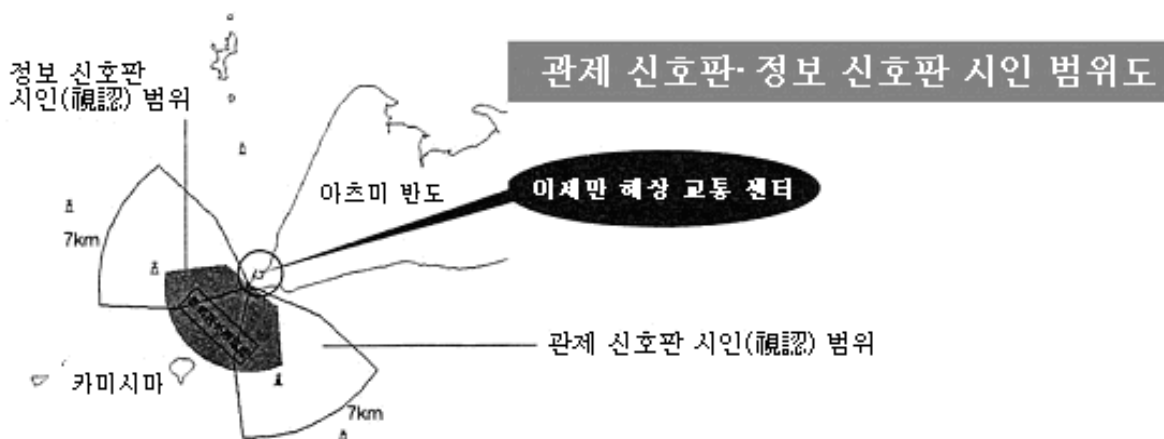 관제 신호판·정보 신호판 시인 범위도
정보 신호판
시인(視認) 범위
아츠미 반도
이세만 해상 교통 센터
7km
관제 신호판 시인(視認) 범위
카미시마
7km